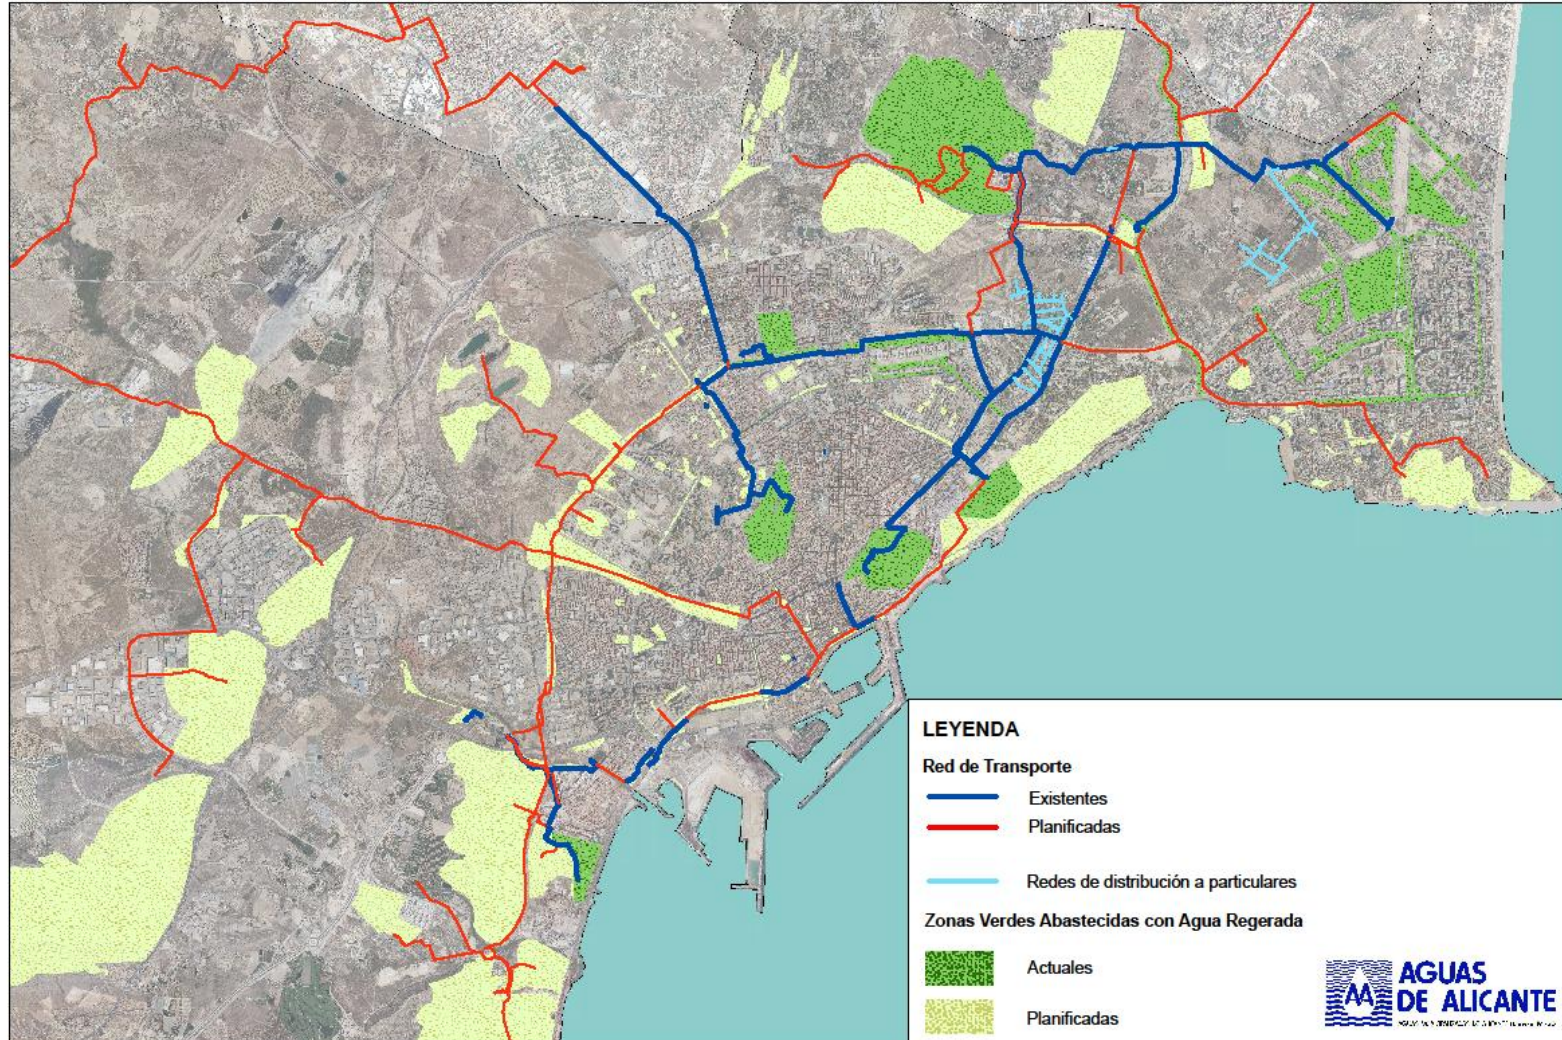 LEYENDA
Red de Transporte
Existentes
Planificadas
Redes de distribución a particulares
Zonas Verdes Abastecidas con Agua Regerada
Actuales
Planificadas
AGUAS
DE ALICANTE